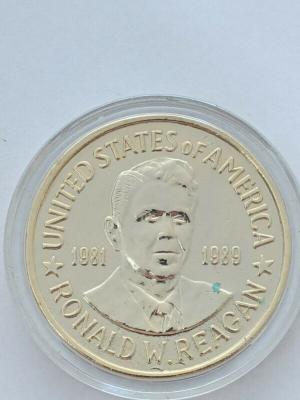 UNITED STATES OF AMERICA
1981 1989
RONALD W. REAGAN